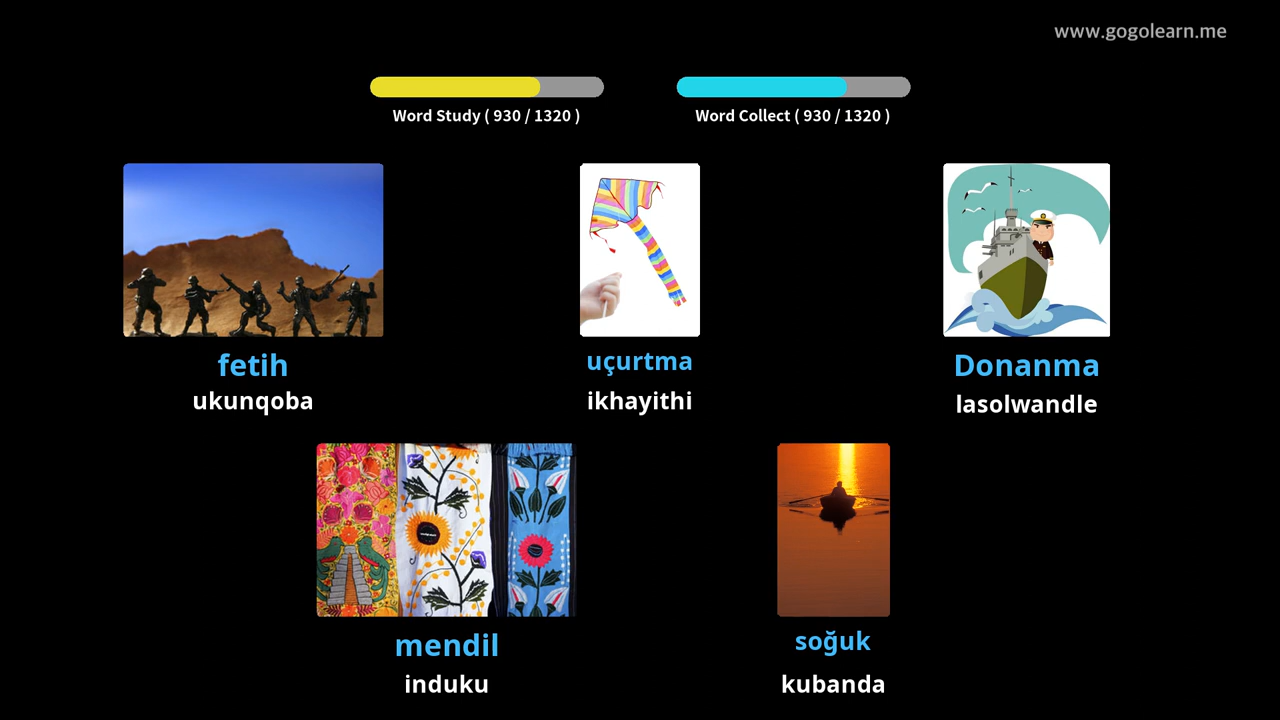 www.gogolearn.me
Word Study ( 930 / 1320 )
Word Collect ( 930 / 1320 )
fetih
ukunqoba
uçurtma
ikhayithi
Donanma
lasolwandle
mendil
induku
soğuk
kubanda